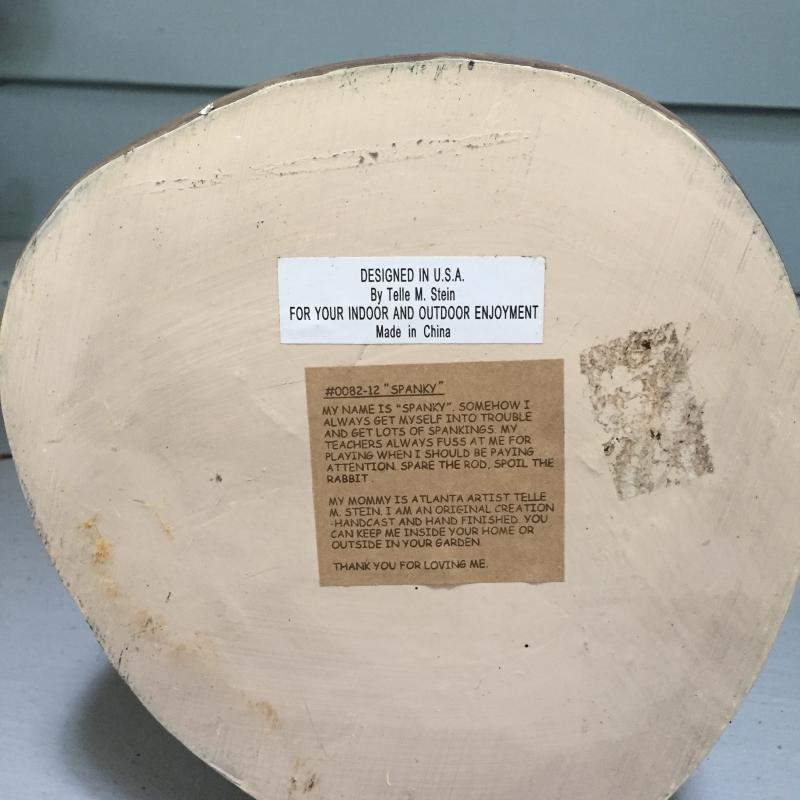 DESIGNED IN U.S.A.
By Telle M. Stein
FOR YOUR INDOOR AND OUTDOOR ENJOYMENT
Made in China
#0082-12 "SPANKY"
MY NAME IS "SPANKY". SOMEHOW I
ALWAYS GET MYSELF INTO TROUBLE
AND GET LOTS OF SPANKINGS. MY
TEACHERS ALWAYS FUSS AT ME FOR
PLAYING WHEN I SHOULD BE PAYING
ATTENTION. SPARE THE ROD, SPOIL THE
RABBIT.
MY MOMMY IS ATLANTA ARTIST TELLE
M. STEIN. I AM AN ORIGINAL CREATION
-HANDCAST AND HAND FINISHED. YOU
CAN KEEP ME INSIDE YOUR HOME OR
OUTSIDE IN YOUR GARDEN.
THANK YOU FOR LOVING ME.